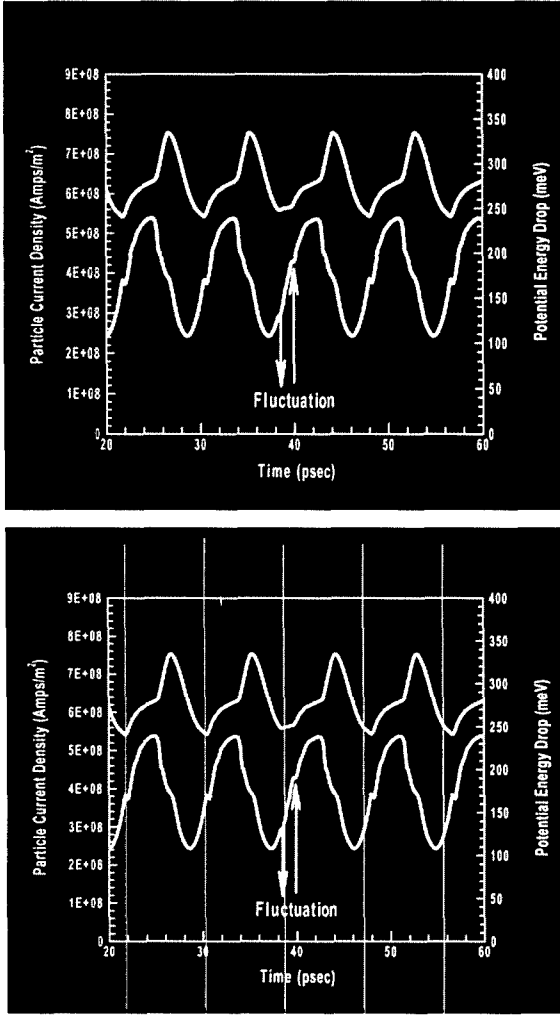 9E+08
8E+08
7E+08
6E+08
5E+08
4E+08
3E+08
2E+08
1E+08
0
Particle Current Density (Amps/m²)
400
350
300
250
200
150
100
50
0
Potential Energy Drop (meV)
Fluctuation
20 30 40 50 60
Time (psec)
9E+08
8E+08
7E+08
6E+08
5E+08
4E+08
3E+08
2E+08
1E+08
0
Particle Current Density (Amps/m²)
400
350
300
250
200
150
100
50
0
Potential Energy Drop (meV)
Fluctuation
20 30 40 50 60
Time (psec)